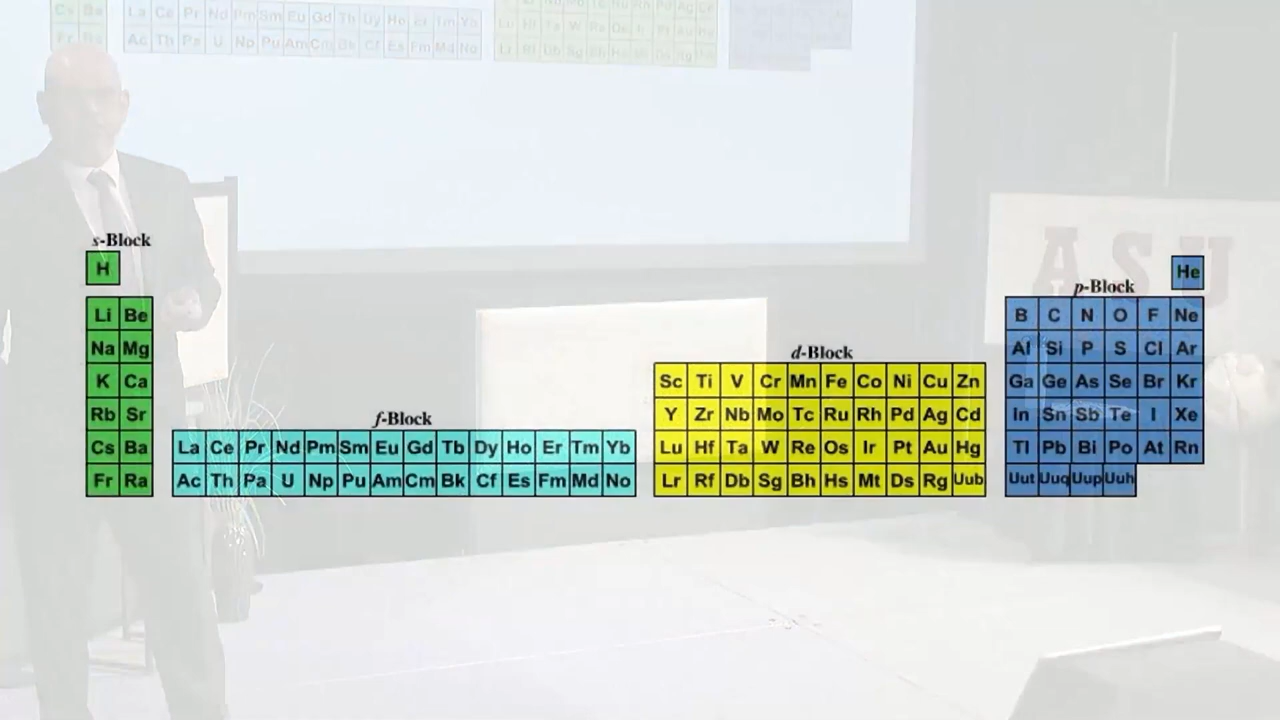 s-Block
H He
p-Block
Li Be B C N O F Ne
Na Mg Al Si P S Cl Ar
d-Block
K Ca Sc Ti V Cr Mn Fe Co Ni Cu Zn Ga Ge As Se Br Kr
Rb Sr Y Zr Nb Mo Tc Ru Rh Pd Ag Cd In Sn Sb Te I Xe
f-Block
Cs Ba La Ce Pr Nd Pm Sm Eu Gd Tb Dy Ho Er Tm Yb Lu Hf Ta W Re Os Ir Pt Au Hg Tl Pb Bi Po At Rn
Fr Ra Ac Th Pa U Np Pu Am Cm Bk Cf Es Fm Md No Lr Rf Db Sg Bh Hs Mt Ds Rg Uub Uut Uuq Uup Uuh
ASU